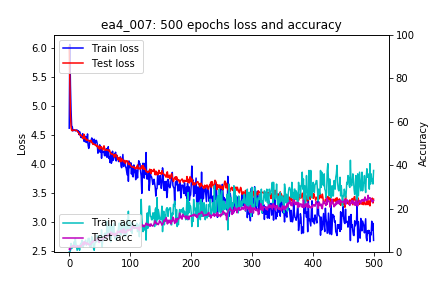 ea4_007: 500 epochs loss and accuracy
Train loss
Test loss
Train acc
Test acc
Loss
Accuracy
6.0
5.5
5.0
4.5
4.0
3.5
3.0
2.5
100
80
60
40
20
0
0 100 200 300 400 500